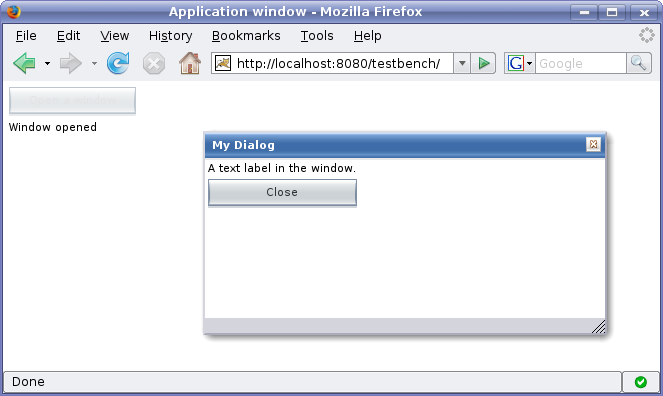 Application window - Mozilla Firefox
File Edit View History Bookmarks Tools Help
http://localhost:8080/testbench/ G Google
Open a window
Window opened
My Dialog
A text label in the window.
Close
Done